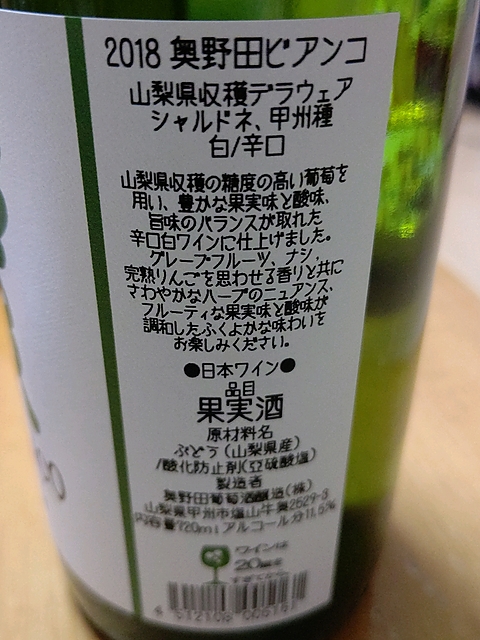 2018 奥野田ビアンコ
山梨県収穫デラウェア
シャルドネ、甲州種
白/辛口
山梨県収穫の糖度の高い葡萄を
用い、豊かな果実味と酸味、
旨味のバランスが取れた
辛口白ワインに仕上げました。
グレープフルーツ、ナシ、
完熟りんごを思わせる香りと共に
さわやかなハーブのニュアンス、
フルーティな果実味と酸味が
調和したふくよかな味わいを
お楽しみください。
●日本ワイン●
品目
果実酒
原材料名
ぶどう(山梨県産)
/酸化防止剤(亞硫酸塩)
製造者
奥野田葡萄酒醸造(株)
山梨県甲州市塩山牛奥2529-3
内容量720ml アルコール分11.5%
ワインは
20歳を
すぎてから